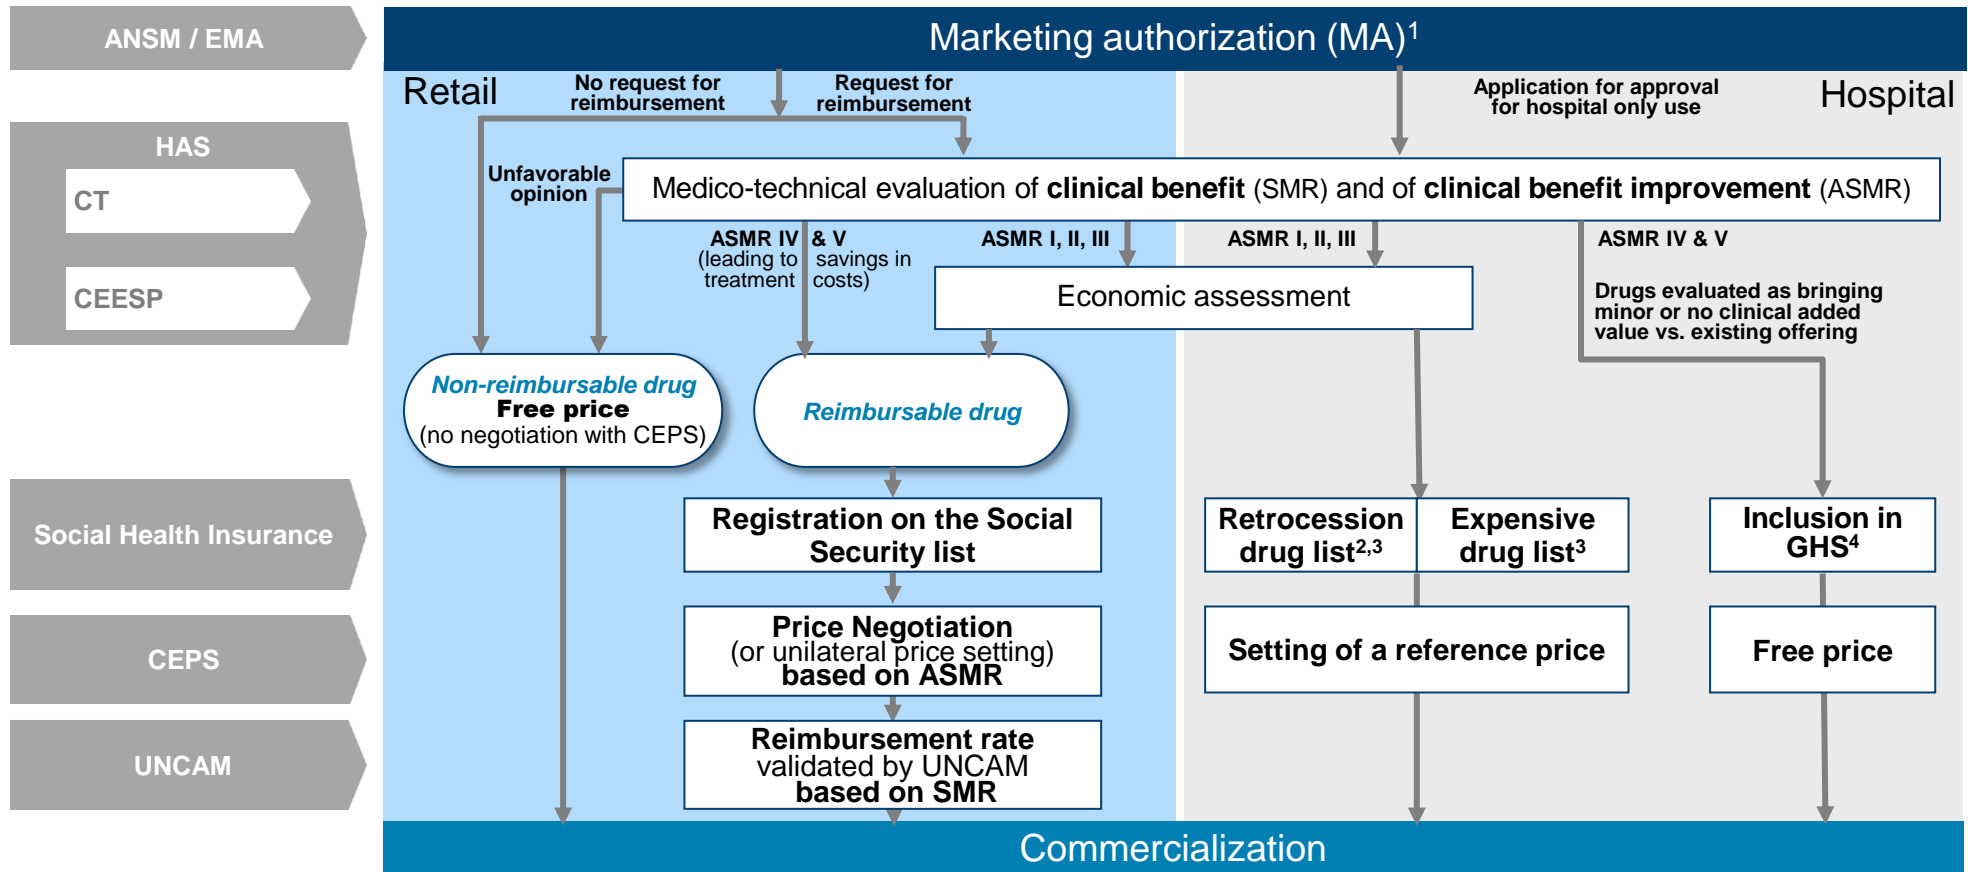 ANSM / EMA
Marketing authorization (MA)1
Retail
No request for
reimbursement
Request for
reimbursement
Application for approval
for hospital only use
Hospital
HAS
CT
CEESP
Unfavorable
opinion
Medico-technical evaluation of clinical benefit (SMR) and of clinical benefit improvement (ASMR)
ASMR IV & V
(leading to savings in
treatment costs)
ASMR I, II, III
ASMR I, II, III
ASMR IV & V
Economic assessment
Drugs evaluated as bringing
minor or no clinical added
value vs. existing offering
Non-reimbursable drug
Free price
(no negotiation with CEPS)
Reimbursable drug
Social Health Insurance
Registration on the Social
Security list
Retrocession
drug list2,3
Expensive
drug list3
Inclusion in
GHS4
CEPS
Price Negotiation
(or unilateral price setting)
based on ASMR
Setting of a reference price
Free price
UNCAM
Reimbursement rate
validated by UNCAM
based on SMR
Commercialization